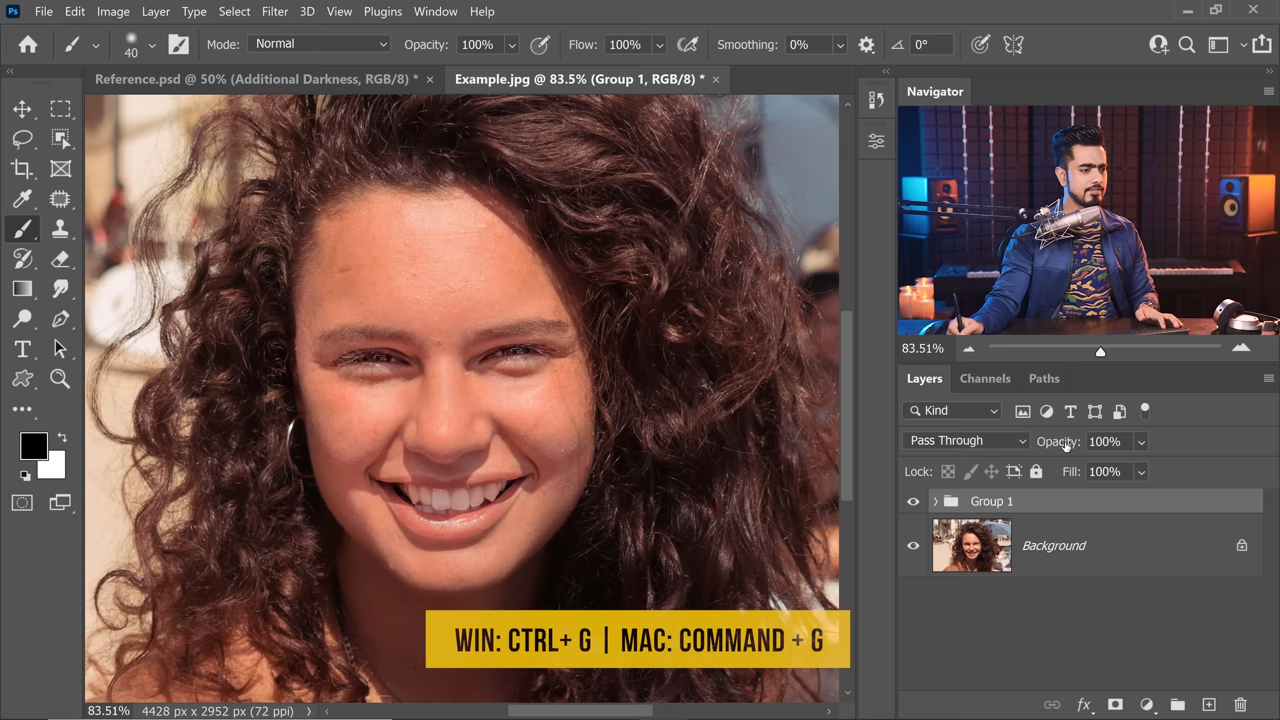 Ps File Edit Image Layer Type Select Filter 3D View Plugins Window Help
40 Mode: Normal Opacity: 100% Flow: 100% Smoothing: 0% 0°
Reference.psd @ 50% (Additional Darkness, RGB/8) * × Example.jpg @ 83.5% (Group 1, RGB/8) * ×
Navigator
83.51%
Layers Channels Paths
Kind
Pass Through Opacity: 100%
Lock: Fill: 100%
Group 1
Background
WIN: CTRL+ G | MAC: COMMAND + G
fx
83.51% 4428 px x 2952 px (72 ppi)